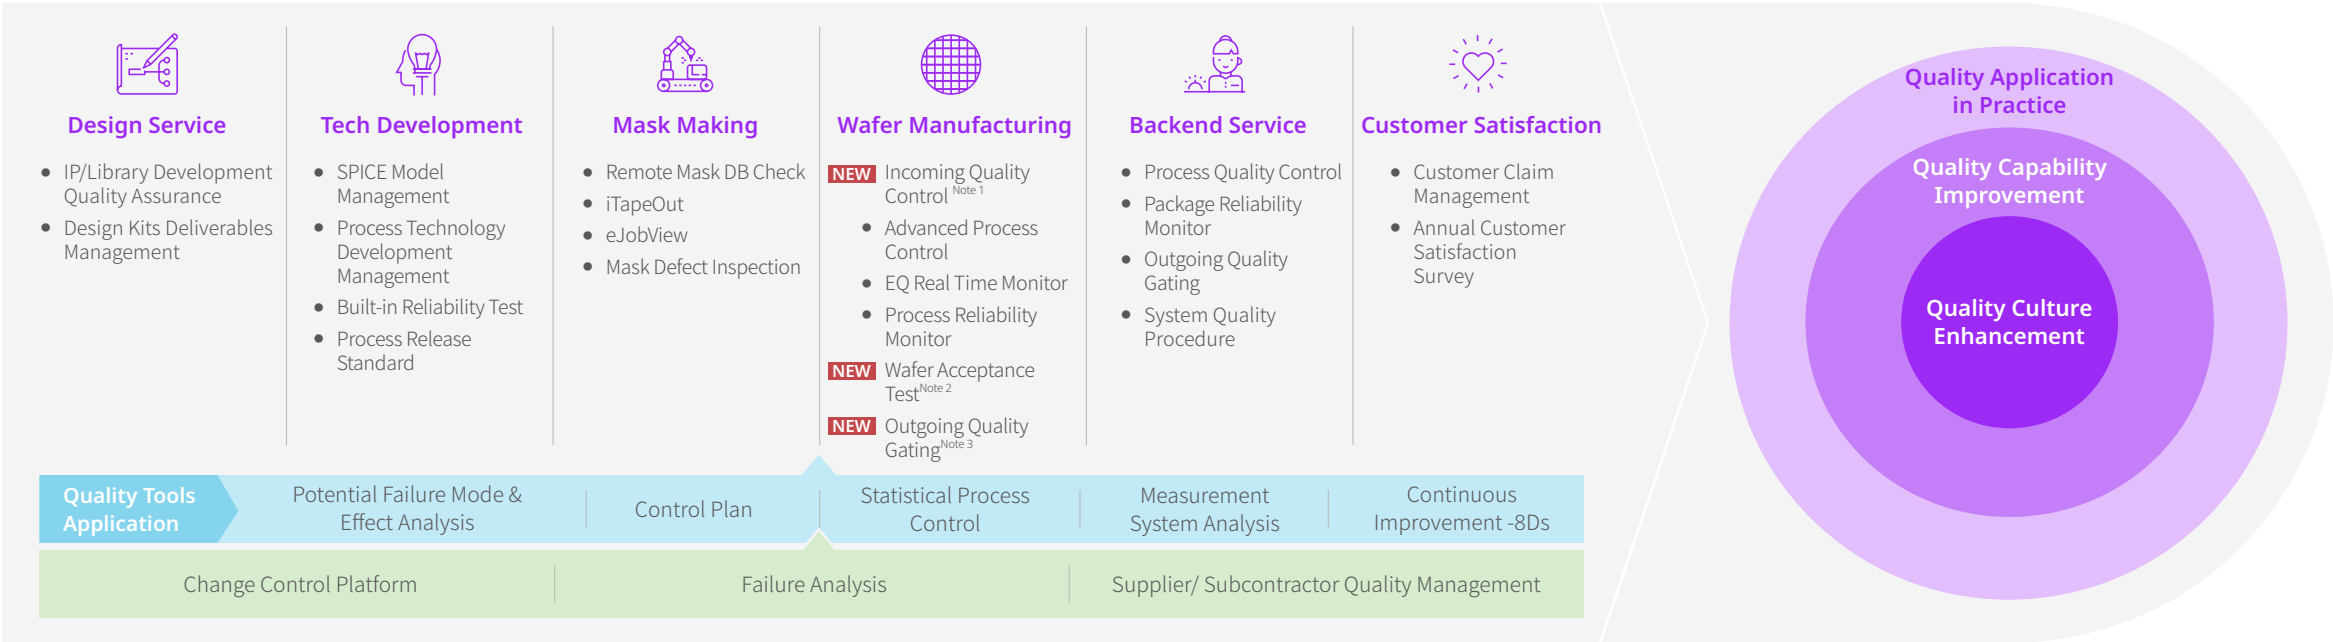 Design Service
IP/Library Development
Quality Assurance
Design Kits Deliverables
Management
Tech Development
SPICE Model
Management
Process Technology
Development
Management
Built-in Reliability Test
Process Release
Standard
Mask Making
Remote Mask DB Check
iTapeOut
eJobView
Mask Defect Inspection
Wafer Manufacturing
NEW Incoming Quality
Control Note 1
Advanced Process
Control
EQ Real Time Monitor
Process Reliability
Monitor
NEW Wafer Acceptance
Test Note 2
NEW Outgoing Quality
Gating Note 3
Backend Service
Process Quality Control
Package Reliability
Monitor
Outgoing Quality
Gating
System Quality
Procedure
Customer Satisfaction
Customer Claim
Management
Annual Customer
Satisfaction
Survey
Quality Tools
Application
Potential Failure Mode &
Effect Analysis
Control Plan
Statistical Process
Control
Measurement
System Analysis
Continuous
Improvement -8Ds
Change Control Platform
Failure Analysis
Supplier/ Subcontractor Quality Management
Quality Application
in Practice
Quality Capability
Improvement
Quality Culture
Enhancement